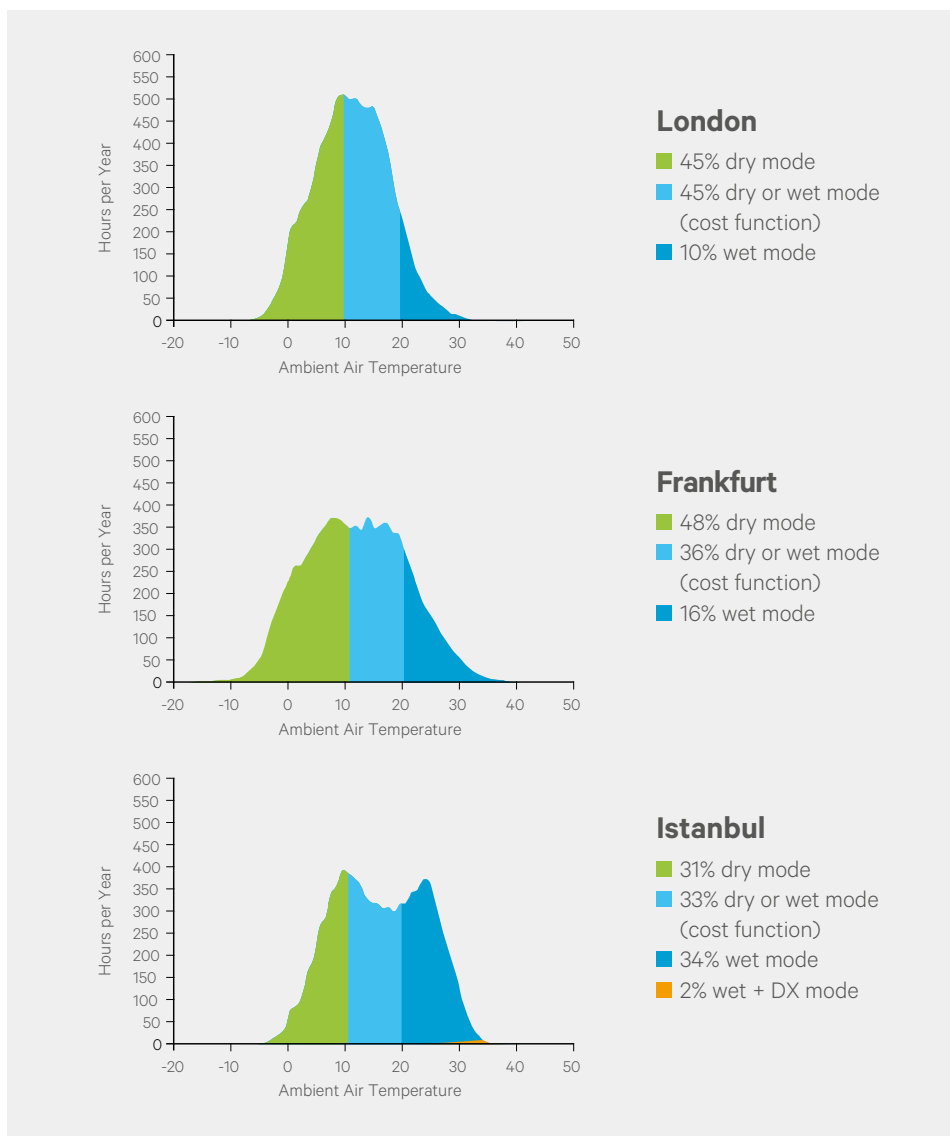 600
550
500
450
400
350
300
250
200
150
100
50
0
Hours per Year
-20 -10 0 10 20 30 40 50
Ambient Air Temperature
London
45% dry mode
45% dry or wet mode
(cost function)
10% wet mode
600
550
500
450
400
350
300
250
200
150
100
50
0
Hours per Year
-20 -10 0 10 20 30 40 50
Ambient Air Temperature
Frankfurt
48% dry mode
36% dry or wet mode
(cost function)
16% wet mode
600
550
500
450
400
350
300
250
200
150
100
50
0
Hours per Year
-20 -10 0 10 20 30 40 50
Ambient Air Temperature
Istanbul
31% dry mode
33% dry or wet mode
(cost function)
34% wet mode
2% wet + DX mode